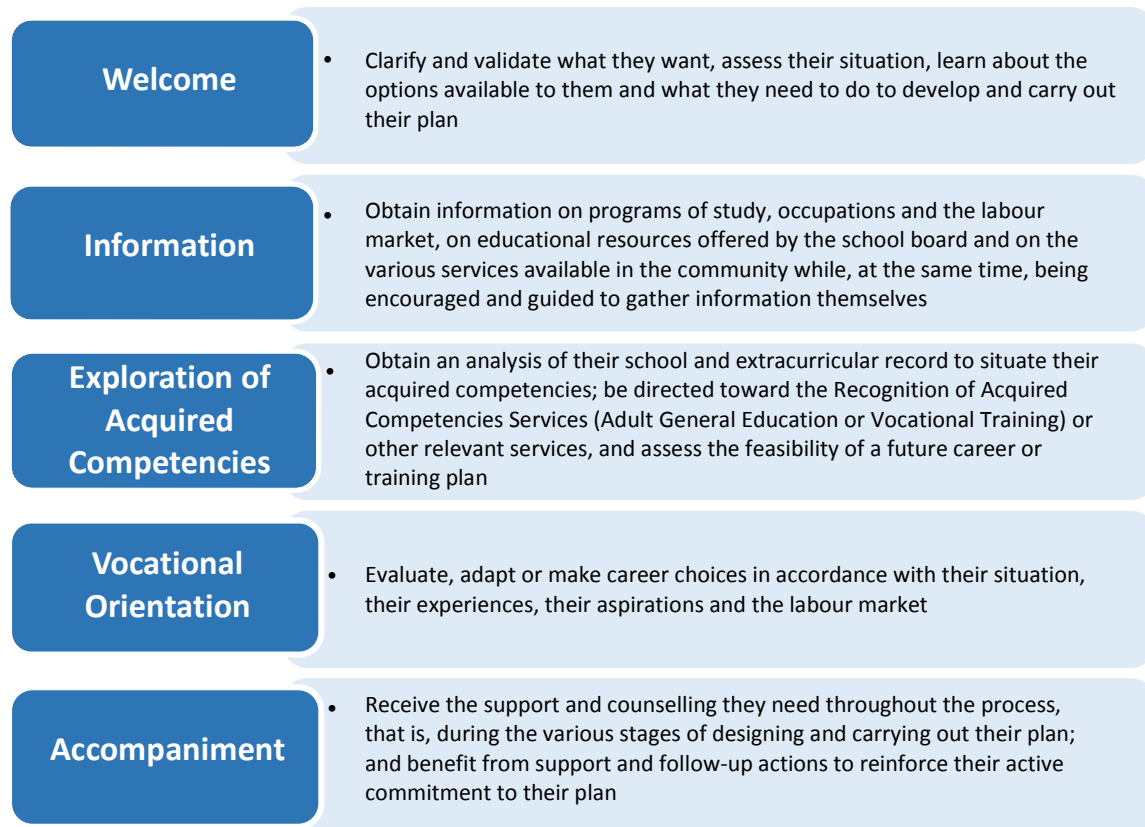 Welcome
• Clarify and validate what they want, assess their situation, learn about the
options available to them and what they need to do to develop and carry out
their plan
Information
• Obtain information on programs of study, occupations and the labour
market, on educational resources offered by the school board and on the
various services available in the community while, at the same time, being
encouraged and guided to gather information themselves
Exploration of
Acquired
Competencies
• Obtain an analysis of their school and extracurricular record to situate their
acquired competencies; be directed toward the Recognition of Acquired
Competencies Services (Adult General Education or Vocational Training) or
other relevant services, and assess the feasibility of a future career or
training plan
Vocational
Orientation
• Evaluate, adapt or make career choices in accordance with their situation,
their experiences, their aspirations and the labour market
Accompaniment
• Receive the support and counselling they need throughout the process,
that is, during the various stages of designing and carrying out their plan;
and benefit from support and follow-up actions to reinforce their active
commitment to their plan